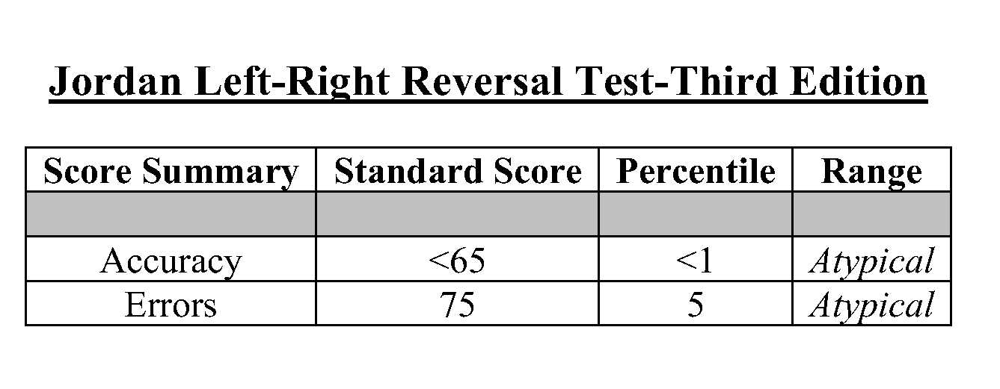 Jordan Left-Right Reversal Test-Third Edition
Score Summary Standard Score Percentile Range
Accuracy <65 <1 Atypical
Errors 75 5 Atypical